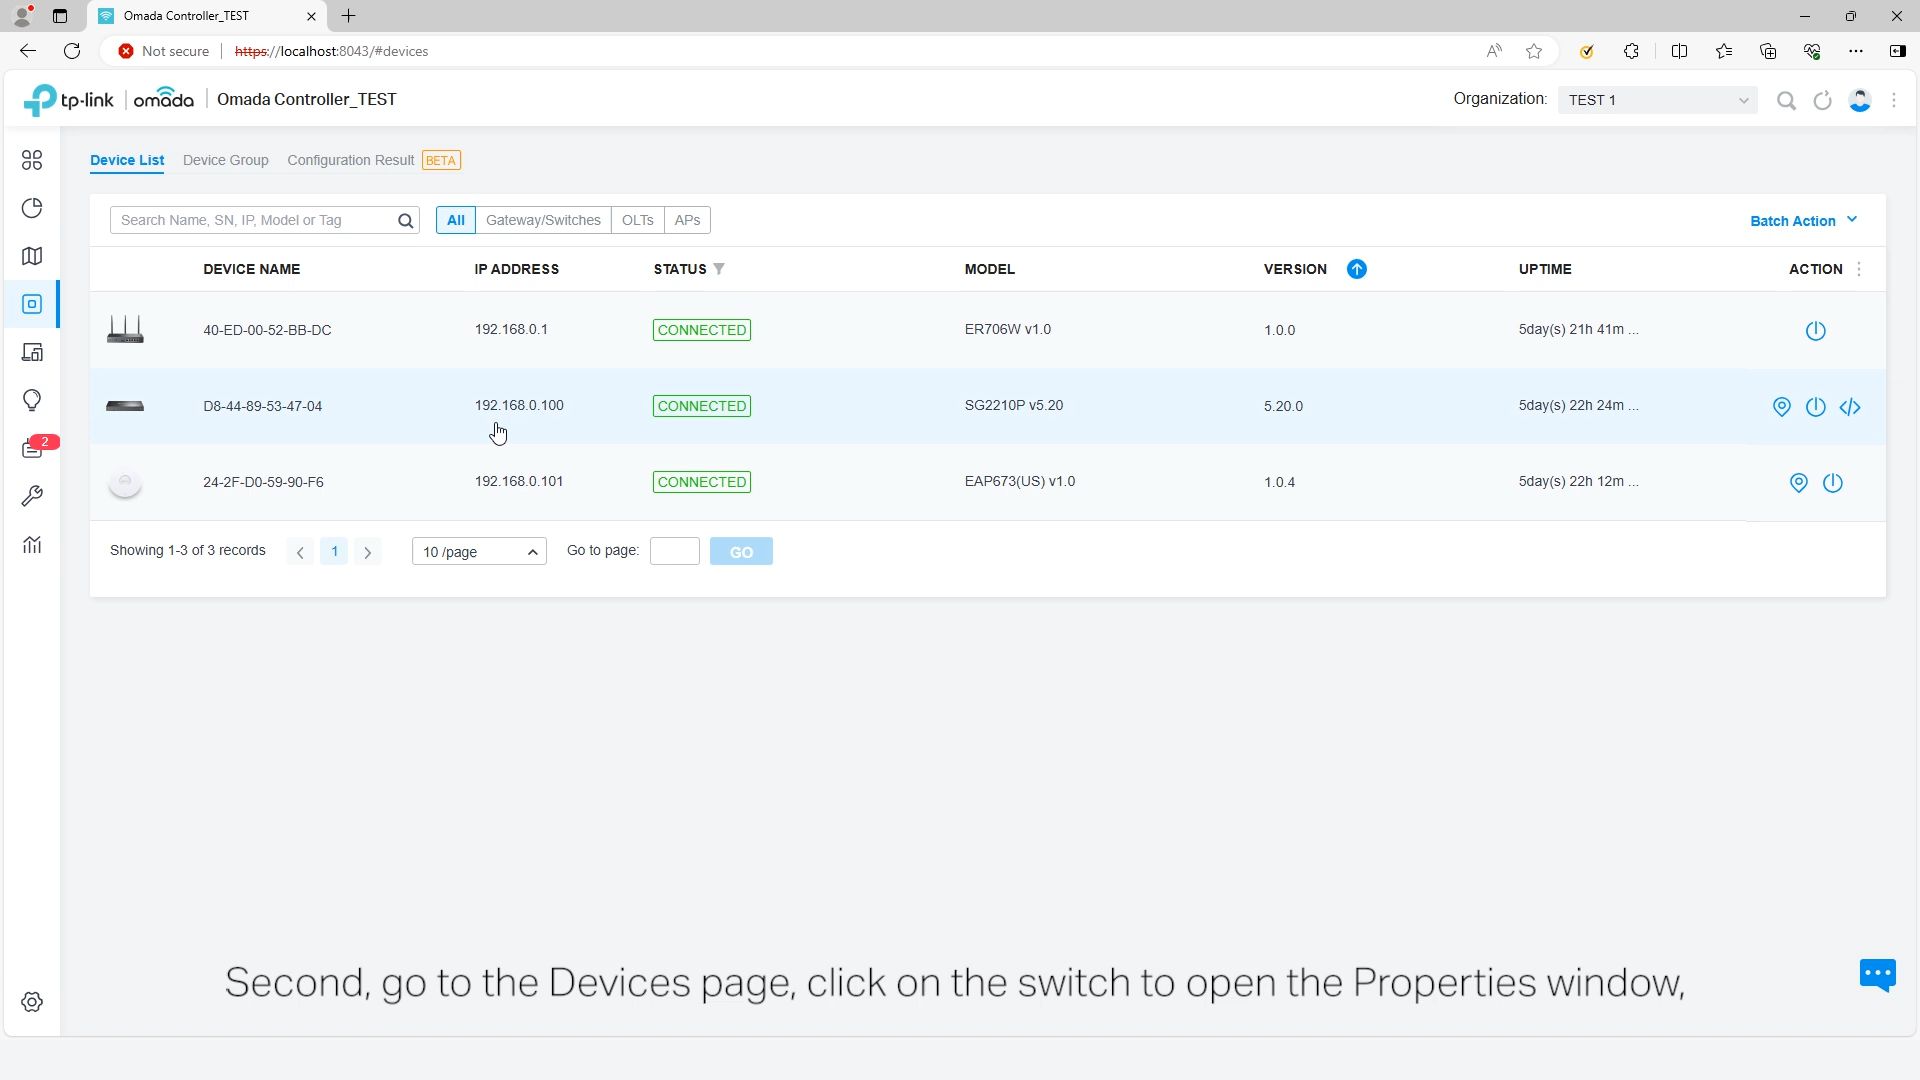 Omada Controller_TEST
Not secure
https://localhost:8043/#devices
tp-link
omada
Omada Controller_TEST
Organization:
TEST 1
Device List
Device Group
Configuration Result
BETA
Search Name, SN, IP, Model or Tag
All
Gateway/Switches
OLTs
APs
Batch Action
DEVICE NAME
IP ADDRESS
STATUS
MODEL
VERSION
UPTIME
ACTION
40-ED-00-52-BB-DC
192.168.0.1
CONNECTED
ER706W v1.0
1.0.0
5day(s) 21h 41m ...
D8-44-89-53-47-04
192.168.0.100
CONNECTED
SG2210P v5.20
5.20.0
5day(s) 22h 24m ...
24-2F-D0-59-90-F6
192.168.0.101
CONNECTED
EAP673(US) v1.0
1.0.4
5day(s) 22h 12m ...
2
Showing 1-3 of 3 records
1
10 /page
Go to page:
GO
Second, go to the Devices page, click on the switch to open the Properties window,